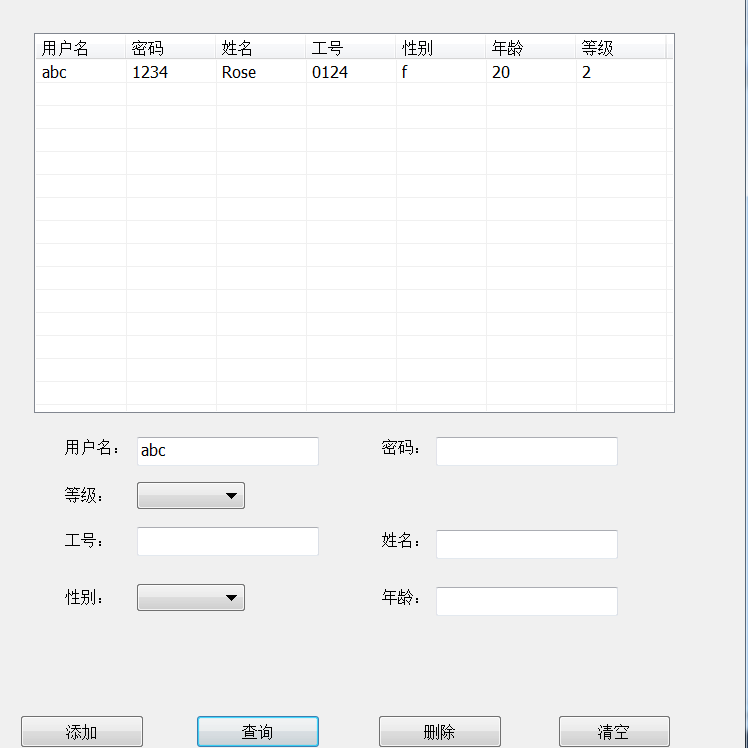 用户名 密码 姓名 工号 性别 年龄 等级
abc 1234 Rose 0124 f 20 2
用户名： abc 密码：
等级：
工号： 姓名：
性别： 年龄：
添加 查询 删除 清空